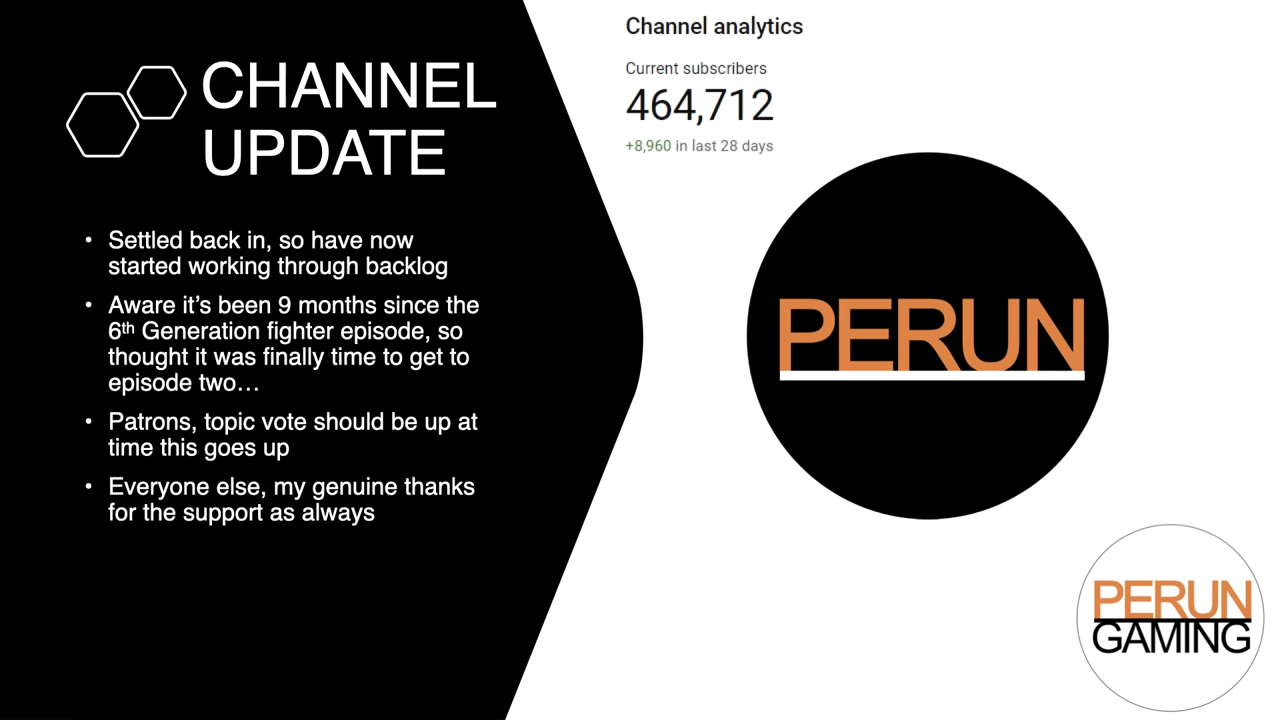 CHANNEL
UPDATE
• Settled back in, so have now
started working through backlog
• Aware it’s been 9 months since the
6th Generation fighter episode, so
thought it was finally time to get to
episode two…
• Patrons, topic vote should be up at
time this goes up
• Everyone else, my genuine thanks
for the support as always
Channel analytics
Current subscribers
464,712
+8,960 in last 28 days
PERUN
PERUN
GAMING